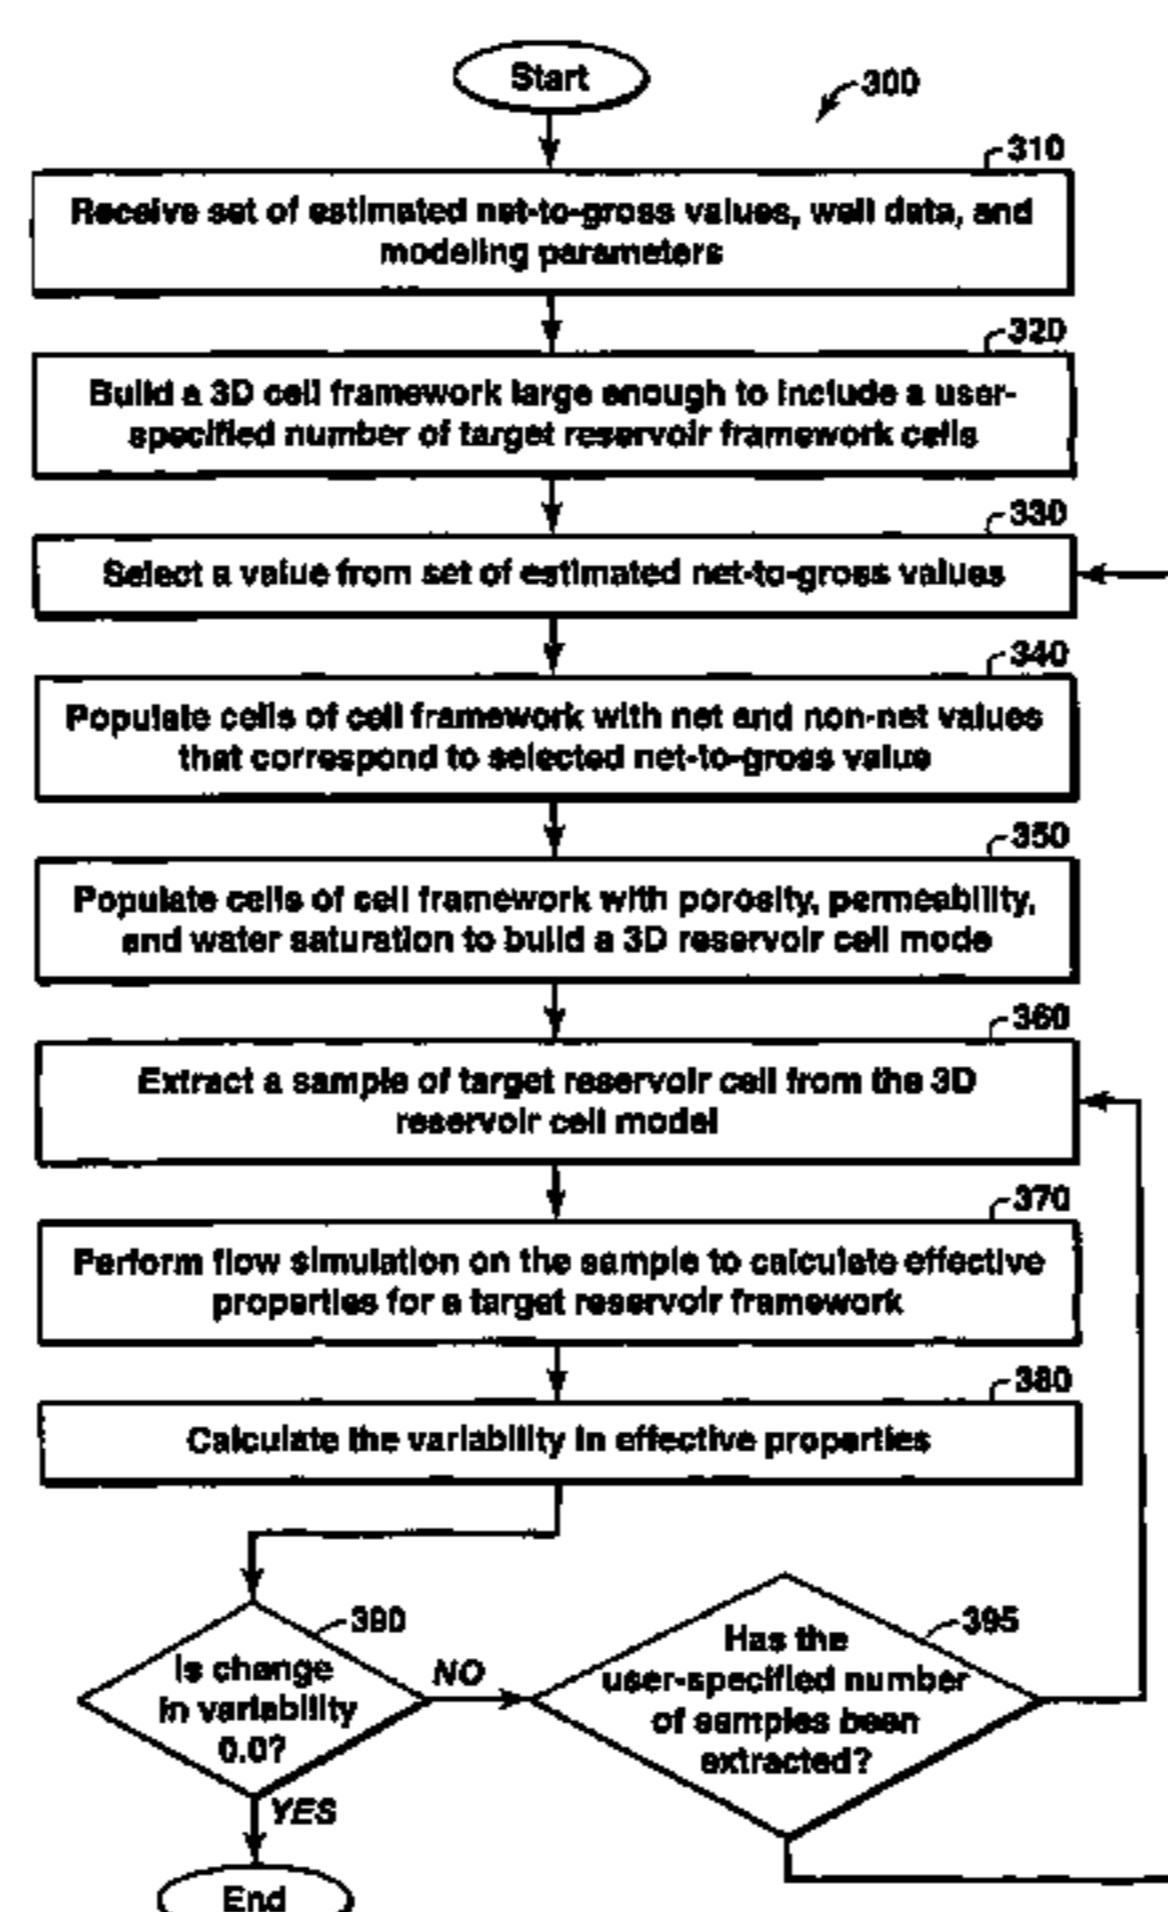 Start
300
310
Receive set of estimated net-to-gross values, well data, and
modeling parameters
320
Build a 3D cell framework large enough to include a user-
specified number of target reservoir framework cells
330
Select a value from set of estimated net-to-gross values
340
Populate cells of cell framework with net and non-net values
that correspond to selected net-to-gross value
350
Populate cells of cell framework with porosity, permeability,
and water saturation to build a 3D reservoir cell mode
360
Extract a sample of target reservoir cell from the 3D
reservoir cell model
370
Perform flow simulation on the sample to calculate effective
properties for a target reservoir framework
380
Calculate the variability in effective properties
390
Is change
in variability
0.0?
NO
395
Has the
user-specified number
of samples been
extracted?
YES
End